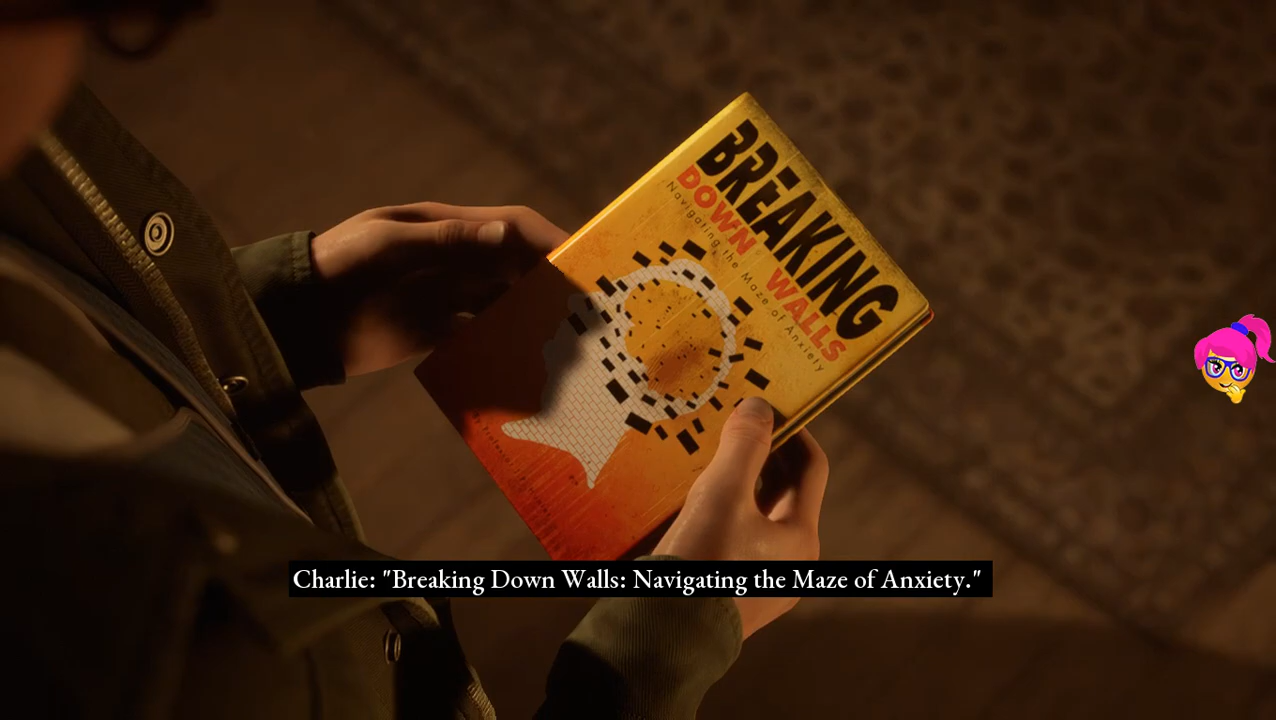 BREAKING
DOWN WALLS
Navigating the Maze of Anxiety
Charlie: "Breaking Down Walls: Navigating the Maze of Anxiety."